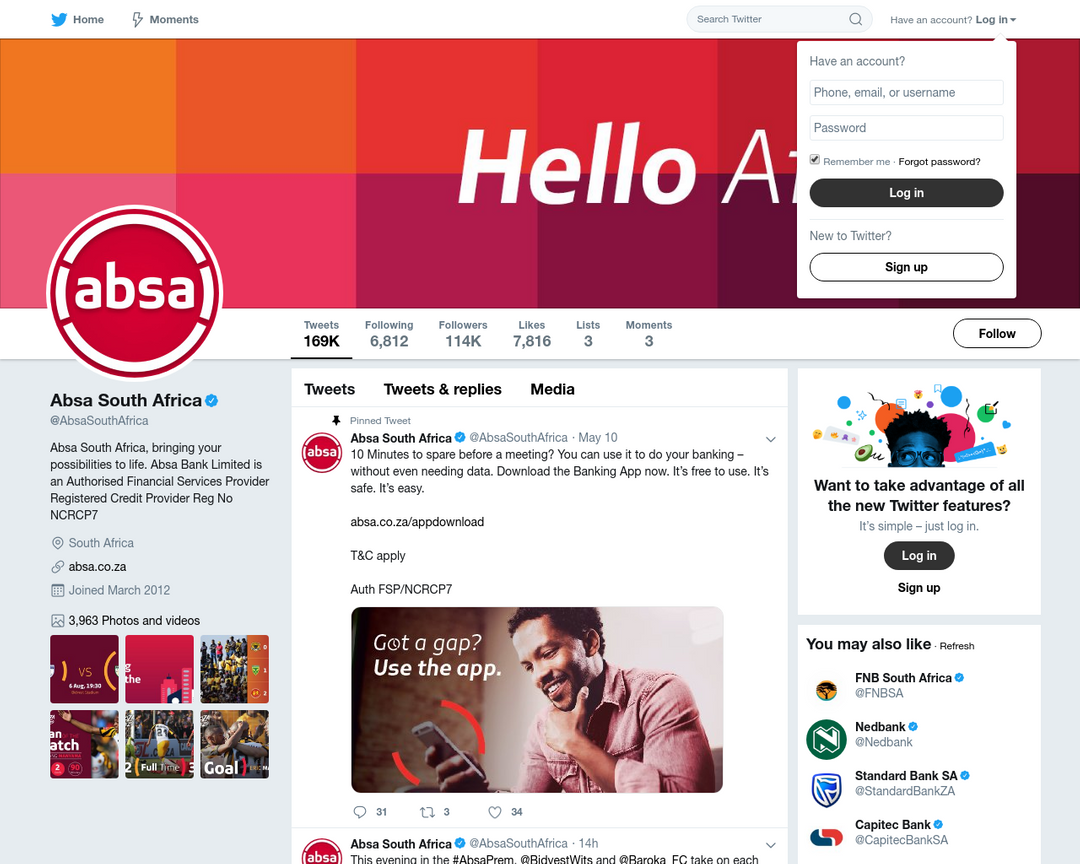 Home
Moments
Search Twitter
Have an account? Log in
Have an account?
Phone, email, or username
Password
Remember me · Forgot password?
Log in
New to Twitter?
Sign up
Hello
absa
Tweets
169K
Following
6,812
Followers
114K
Likes
7,816
Lists
3
Moments
3
Follow
Absa South Africa
@AbsaSouthAfrica
Absa South Africa, bringing your
possibilities to life. Absa Bank Limited is
an Authorised Financial Services Provider
Registered Credit Provider Reg No
NCRCP7
South Africa
absa.co.za
Joined March 2012
3,963 Photos and videos
VS
6 Aug, 19:30
the
0
1
2
atch
2
90
2
Full Time
3
Goal
Tweets
Tweets & replies
Media
Pinned Tweet
absa
Absa South Africa @AbsaSouthAfrica · May 10
10 Minutes to spare before a meeting? You can use it to do your banking –
without even needing data. Download the Banking App now. It’s free to use. It’s
safe. It’s easy.
absa.co.za/appdownload
T&C apply
Auth FSP/NCRCP7
Got a gap?
Use the app.
31
3
34
absa
Absa South Africa @AbsaSouthAfrica · 14h
This evening in the #AbsaPrem, @BidvestWits and @Baroka_FC take on each
Want to take advantage of all
the new Twitter features?
It’s simple – just log in.
Log in
Sign up
You may also like · Refresh
FNB South Africa
@FNBSA
Nedbank
@Nedbank
Standard Bank SA
@StandardBankZA
Capitec Bank
@CapitecBankSA